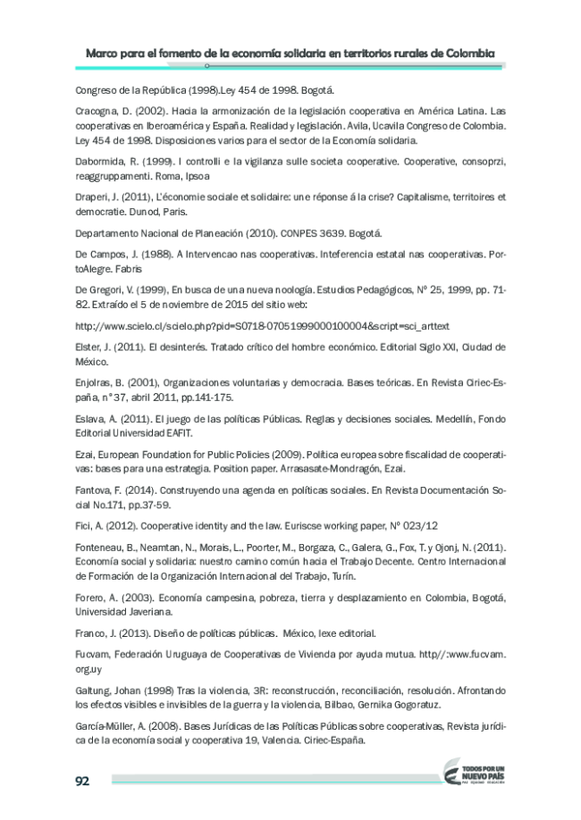 Marco para el fomento de la economía solidaria en territorios rurales de Colombia
Congreso de la República (1998).Ley 454 de 1998. Bogotá.
Cracogna, D. (2002). Hacia la armonización de la legislación cooperativa en América Latina. Las
cooperativas en Iberoamérica y España. Realidad y legislación. Avila, Ucavila Congreso de Colombia.
Ley 454 de 1998. Disposiciones varios para el sector de la Economía solidaria.
Dabormida, R. (1999). I controlli e la vigilanza sulle societa cooperative. Cooperative, consoprzi,
reaggruppamenti. Roma, Ipsoa
Draperi, J. (2011), L'économie sociale et solidaire: une réponse á la crise? Capitalisme, territoires et
democratie. Dunod, Paris.
Departamento Nacional de Planeación (2010). CONPES 3639. Bogotá.
De Campos, J. (1988). A Intervencao nas cooperativas. Inteferencia estatal nas cooperativas. Por-
toAlegre. Fabris
De Gregori, V. (1999), En busca de una nueva noología. Estudios Pedagógicos, Nº 25, 1999, pp. 71-
82. Extraído el 5 de noviembre de 2015 del sitio web:
http://www.scielo.cl/scielo.php?pid=S0718-07051999000100004&script=sci_arttext
Elster, J. (2011). El desinterés. Tratado crítico del hombre económico. Editorial Siglo XXI, Ciudad de
México.
Enjolras, B. (2001), Organizaciones voluntarias y democracia. Bases teóricas. En Revista Ciriec-Es-
paña, n°37, abril 2011, pp.141-175.
Eslava, A. (2011). El juego de las políticas Públicas. Reglas y decisiones sociales. Medellín, Fondo
Editorial Universidad EAFIT.
Ezai, European Foundation for Public Policies (2009). Política europea sobre fiscalidad de cooperati-
vas: bases para una estrategia. Position paper. Arrasasate-Mondragón, Ezai.
Fantova, F. (2014). Construyendo una agenda en políticas sociales. En Revista Documentación So-
cial No.171, pp.37-59.
Fici, A. (2012). Cooperative identity and the law. Euriscse working paper, Nº 023/12
Fonteneau, B., Neamtan, N., Morais, L., Poorter, M., Borgaza, C., Galera, G., Fox, T. y Ojonj, N. (2011).
Economía social y solidaria: nuestro camino común hacia el Trabajo Decente. Centro Internacional
de Formación de la Organización Internacional del Trabajo, Turín.
Forero, A. (2003). Economía campesina, pobreza, tierra y desplazamiento en Colombia, Bogotá,
Universidad Javeriana.
Franco, J. (2013). Diseño de políticas públicas. México, Iexe editorial.
Fucvam, Federación Uruguaya de Cooperativas de Vivienda por ayuda mutua. http//:www.fucvam.
org.uy
Galtung, Johan (1998) Tras la violencia, 3R: reconstrucción, reconciliación, resolución. Afrontando
los efectos visibles e invisibles de la guerra y la violencia, Bilbao, Gernika Gogoratuz.
García-Müller, A. (2008). Bases Jurídicas de las Políticas Públicas sobre cooperativas, Revista jurídi-
ca de la economía social y cooperativa 19, Valencia. Ciriec-España.
92
TODOS POR UN
NUEVO PAÍS
PAZ EQUIDAD EDUCACIÓN